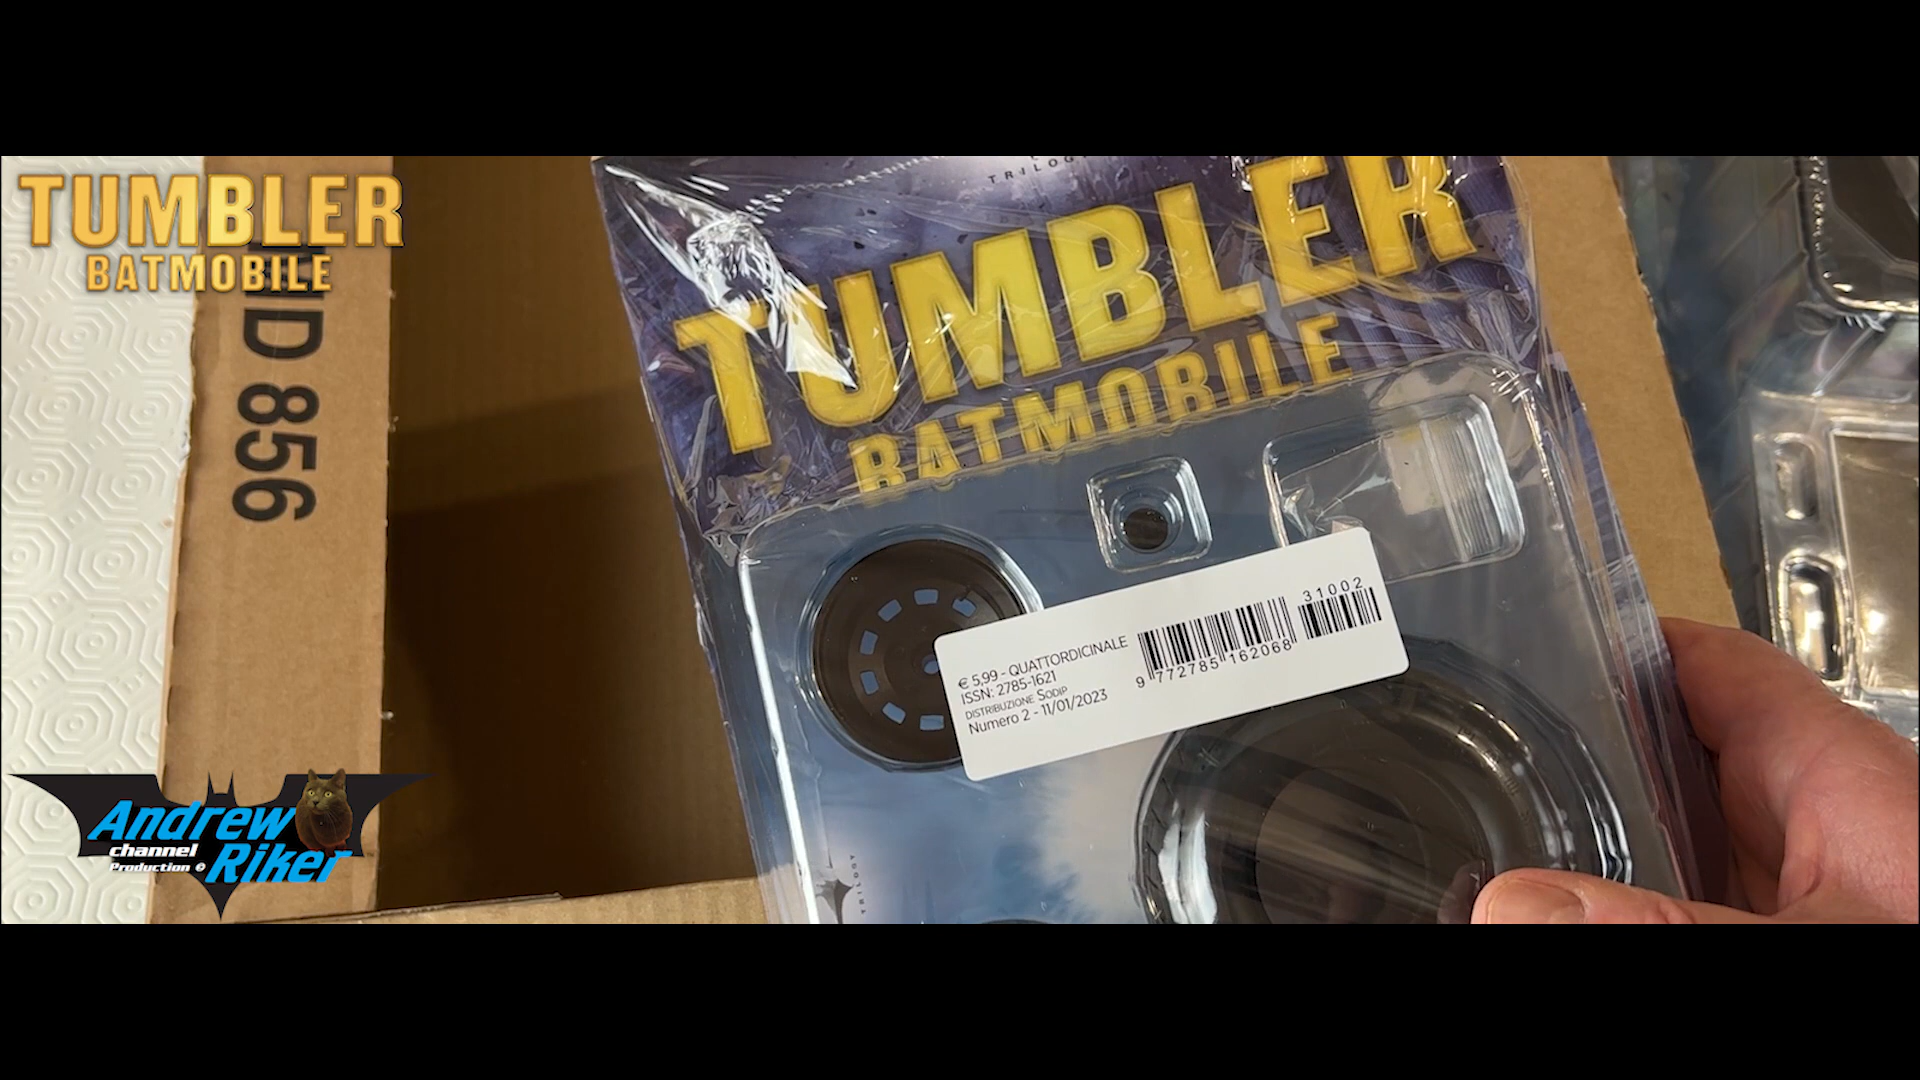 TUMBLER
BATMOBILE
856
TRILOGY
TUMBLER
BATMOBILE
€ 5,99 - QUATTORDICINALE
ISSN: 2785-1621
DISTRIBUZIONE SODIP
Numero 2 - 11/01/2023
31002
9 772785 162068
TRILOGY
Andrew
channel
Riker
Production ©